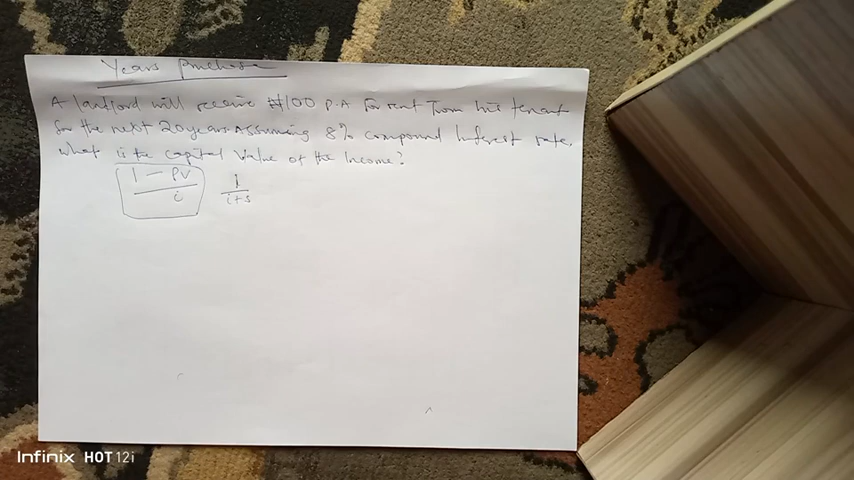 Years purchase
A landlord will receive ₦100 P.A for rent from his tenant
for the next 20years Assuming 8% compound Interest rate,
what is the capital value of the Income?
1 - PV
i
1
i+s
Infinix HOT 12i